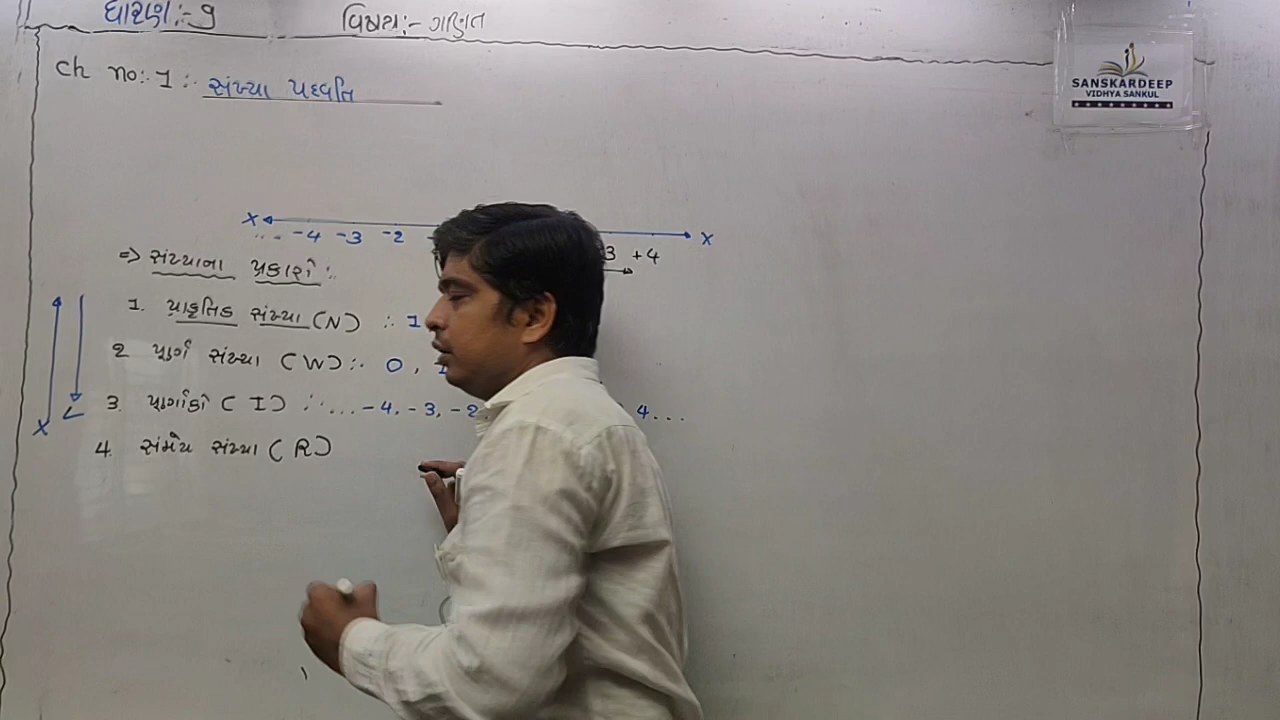 ધોરણ:- 9 વિષય:- ગણિત
SANSKARDEEP
VIDHYA SANKUL
Ch no:- 1 :- સંખ્યા પદ્ધતિ
X ... -4 -3 -2 3 +4 X
=> સંખ્યાના પ્રકારો :
1. પ્રાકૃતિક સંખ્યા (N) : 1
2 પૂર્ણ સંખ્યા (W) :- 0, 1
3. પૂર્ણાંકો (I) :- ... -4, -3, -2 4...
4. સંમેય સંખ્યા (R)